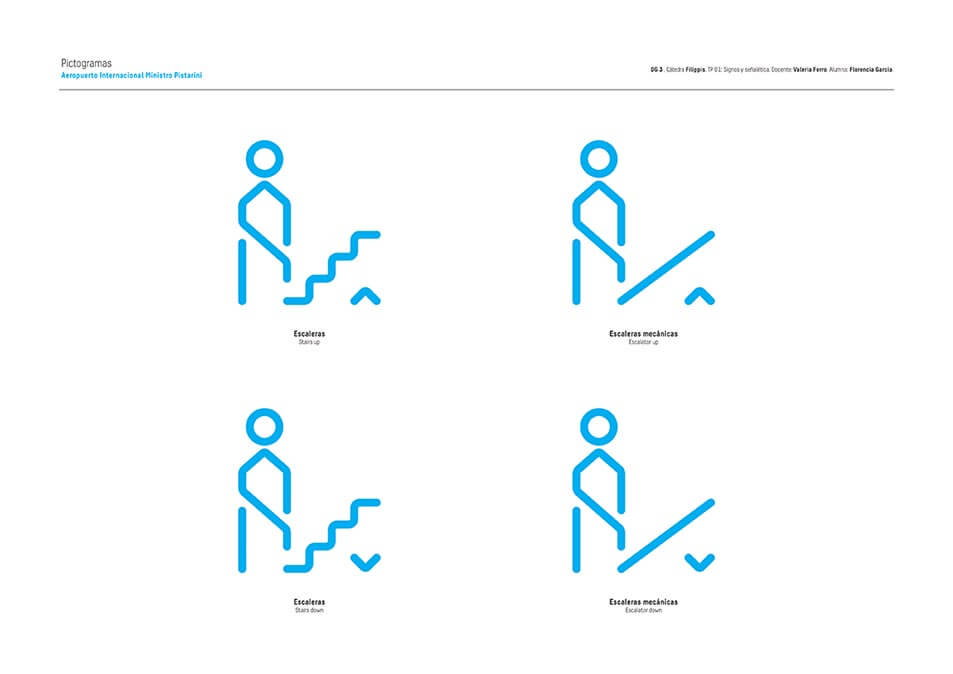 Pictogramas
Aeropuerto Internacional Ministro Pistarini
DG 3 . Cátedra Filippis. TP 01: Signos y señalética. Docente: Valeria Ferro. Alumna: Florencia García
Escaleras
Stairs up
Escaleras mecánicas
Escalator up
Escaleras
Stairs down
Escaleras mecánicas
Escalator down